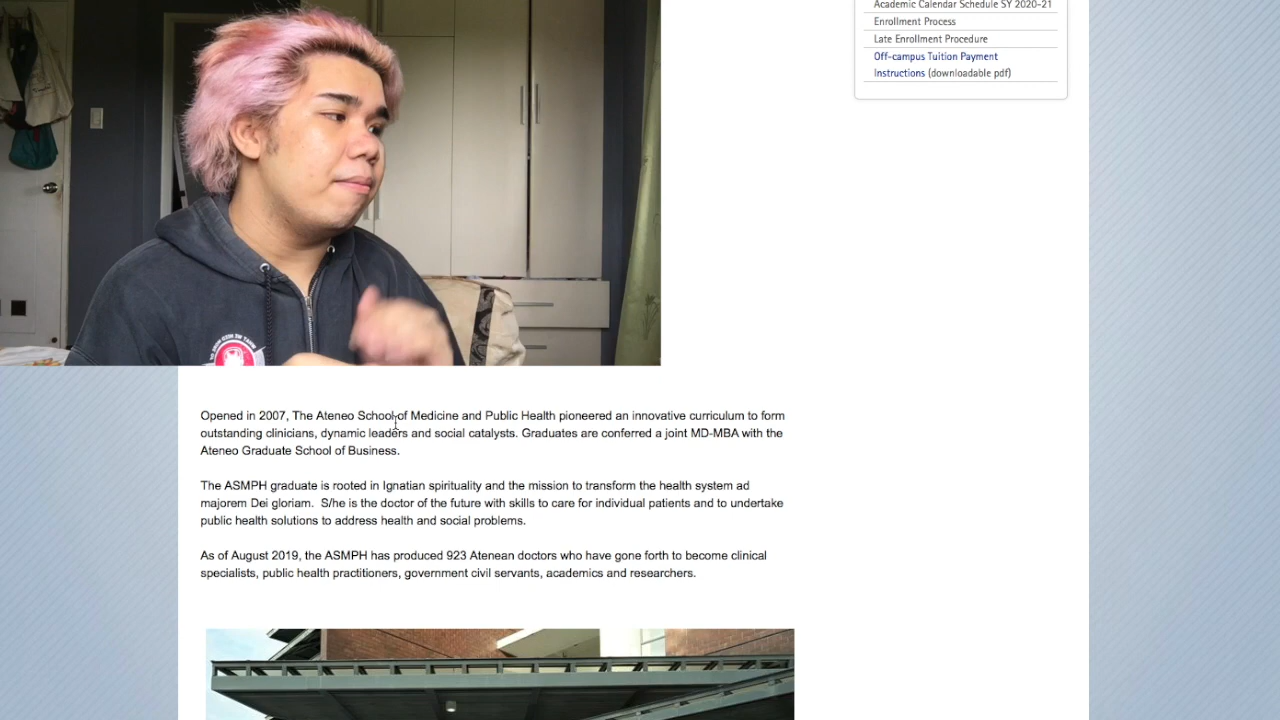 Academic Calendar Schedule SY 2020-21
Enrollment Process
Late Enrollment Procedure
Off-campus Tuition Payment
Instructions (downloadable pdf)
Opened in 2007, The Ateneo School of Medicine and Public Health pioneered an innovative curriculum to form
outstanding clinicians, dynamic leaders and social catalysts. Graduates are conferred a joint MD-MBA with the
Ateneo Graduate School of Business.
The ASMPH graduate is rooted in Ignatian spirituality and the mission to transform the health system ad
majorem Dei gloriam. S/he is the doctor of the future with skills to care for individual patients and to undertake
public health solutions to address health and social problems.
As of August 2019, the ASMPH has produced 923 Atenean doctors who have gone forth to become clinical
specialists, public health practitioners, government civil servants, academics and researchers.